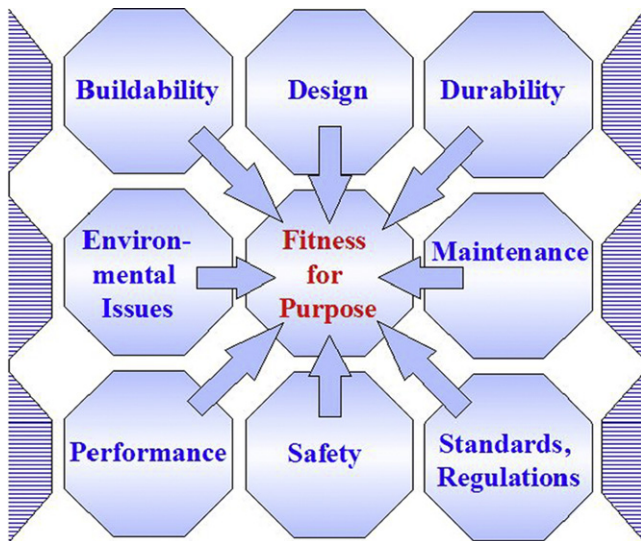 Buildability
Design
Durability
Environ-
mental
Issues
Fitness
for
Purpose
Maintenance
Performance
Safety
Standards,
Regulations